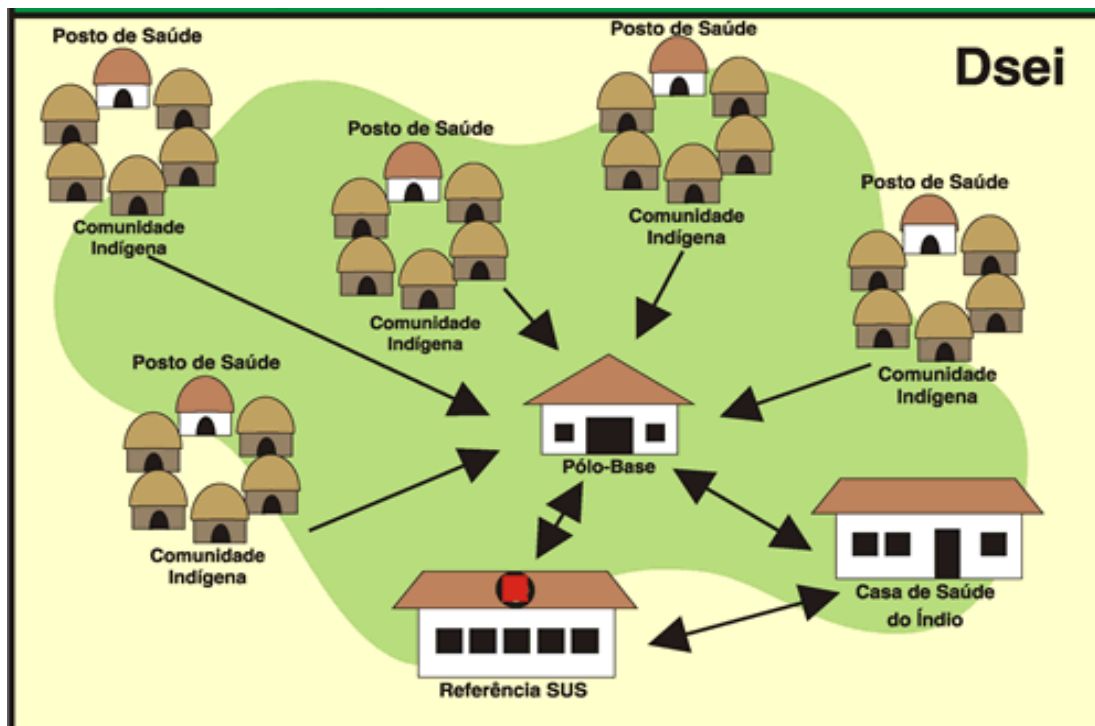 Dsei
Posto de Saúde
Comunidade
Indígena
Posto de Saúde
Comunidade
Indígena
Posto de Saúde
Comunidade
Indígena
Posto de Saúde
Comunidade
Indígena
Posto de Saúde
Comunidade
Indígena
Pólo-Base
Casa de Saúde
do Índio
Referência SUS